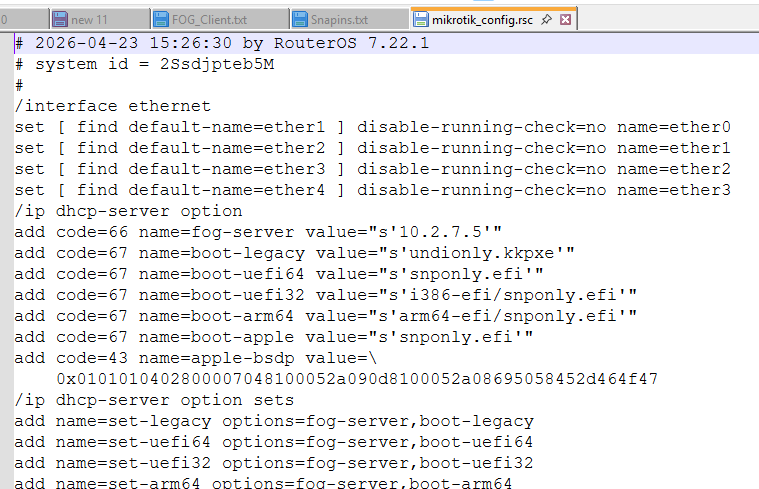 0 new 11 FOG_Client.txt Snapins.txt mikrotik_config.rsc
# 2026-04-23 15:26:30 by RouterOS 7.22.1
# system id = 2Ssdjpteb5M
#
/interface ethernet
set [ find default-name=ether1 ] disable-running-check=no name=ether0
set [ find default-name=ether2 ] disable-running-check=no name=ether1
set [ find default-name=ether3 ] disable-running-check=no name=ether2
set [ find default-name=ether4 ] disable-running-check=no name=ether3
/ip dhcp-server option
add code=66 name=fog-server value="s'10.2.7.5'"
add code=67 name=boot-legacy value="s'undionly.kkpxe'"
add code=67 name=boot-uefi64 value="s'snponly.efi'"
add code=67 name=boot-uefi32 value="s'i386-efi/snponly.efi'"
add code=67 name=boot-arm64 value="s'arm64-efi/snponly.efi'"
add code=67 name=boot-apple value="s'snponly.efi'"
add code=43 name=apple-bsdp value=\
0x0101010402800007048100052a090d8100052a08695058452d464f47
/ip dhcp-server option sets
add name=set-legacy options=fog-server,boot-legacy
add name=set-uefi64 options=fog-server,boot-uefi64
add name=set-uefi32 options=fog-server,boot-uefi32
add name=set-arm64 options=fog-server,boot-arm64